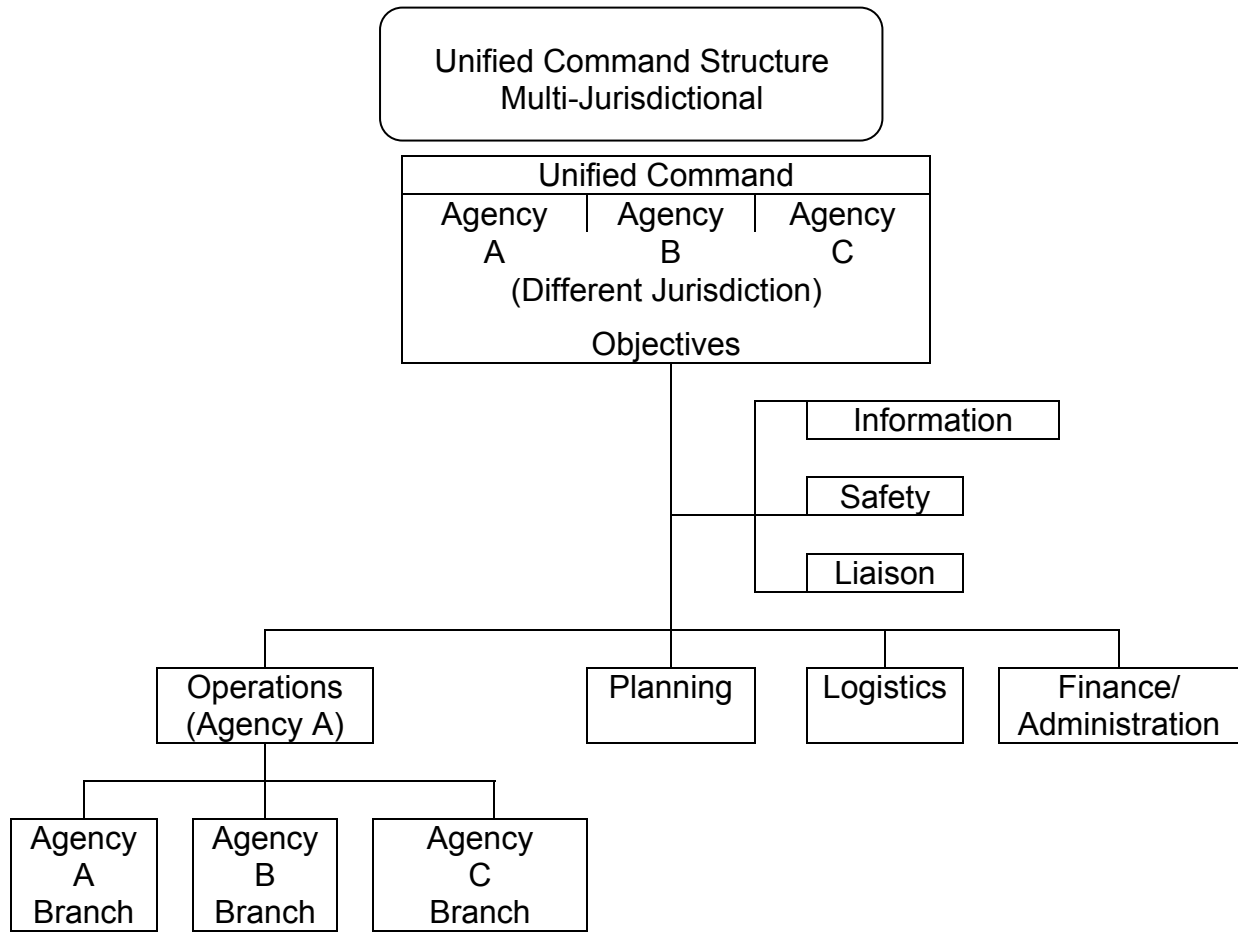 Unified Command Structure
Multi-Jurisdictional
Unified Command
Agency
A
Agency
B
Agency
C
(Different Jurisdiction)
Objectives
Information
Safety
Liaison
Operations
(Agency A)
Planning
Logistics
Finance/
Administration
Agency
A
Branch
Agency
B
Branch
Agency
C
Branch